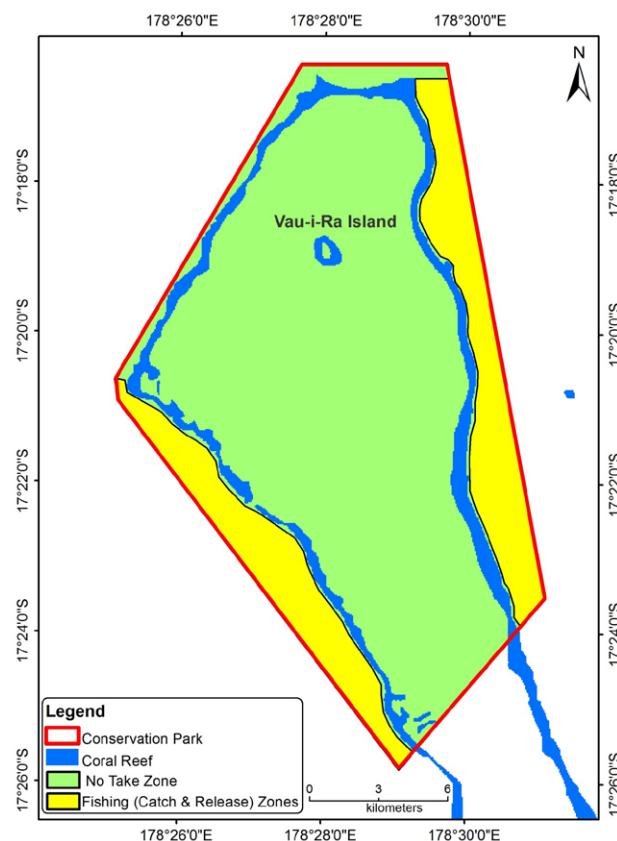 178°26'0"E 178°28'0"E 178°30'0"E
N
17°18'0"S 17°18'0"S
Vau-i-Ra Island
17°20'0"S 17°20'0"S
17°22'0"S 17°22'0"S
17°24'0"S 17°24'0"S
Legend
Conservation Park
Coral Reef
No Take Zone
Fishing (Catch & Release) Zones
0 3 6
kilometers
17°26'0"S 17°26'0"S
178°26'0"E 178°28'0"E 178°30'0"E